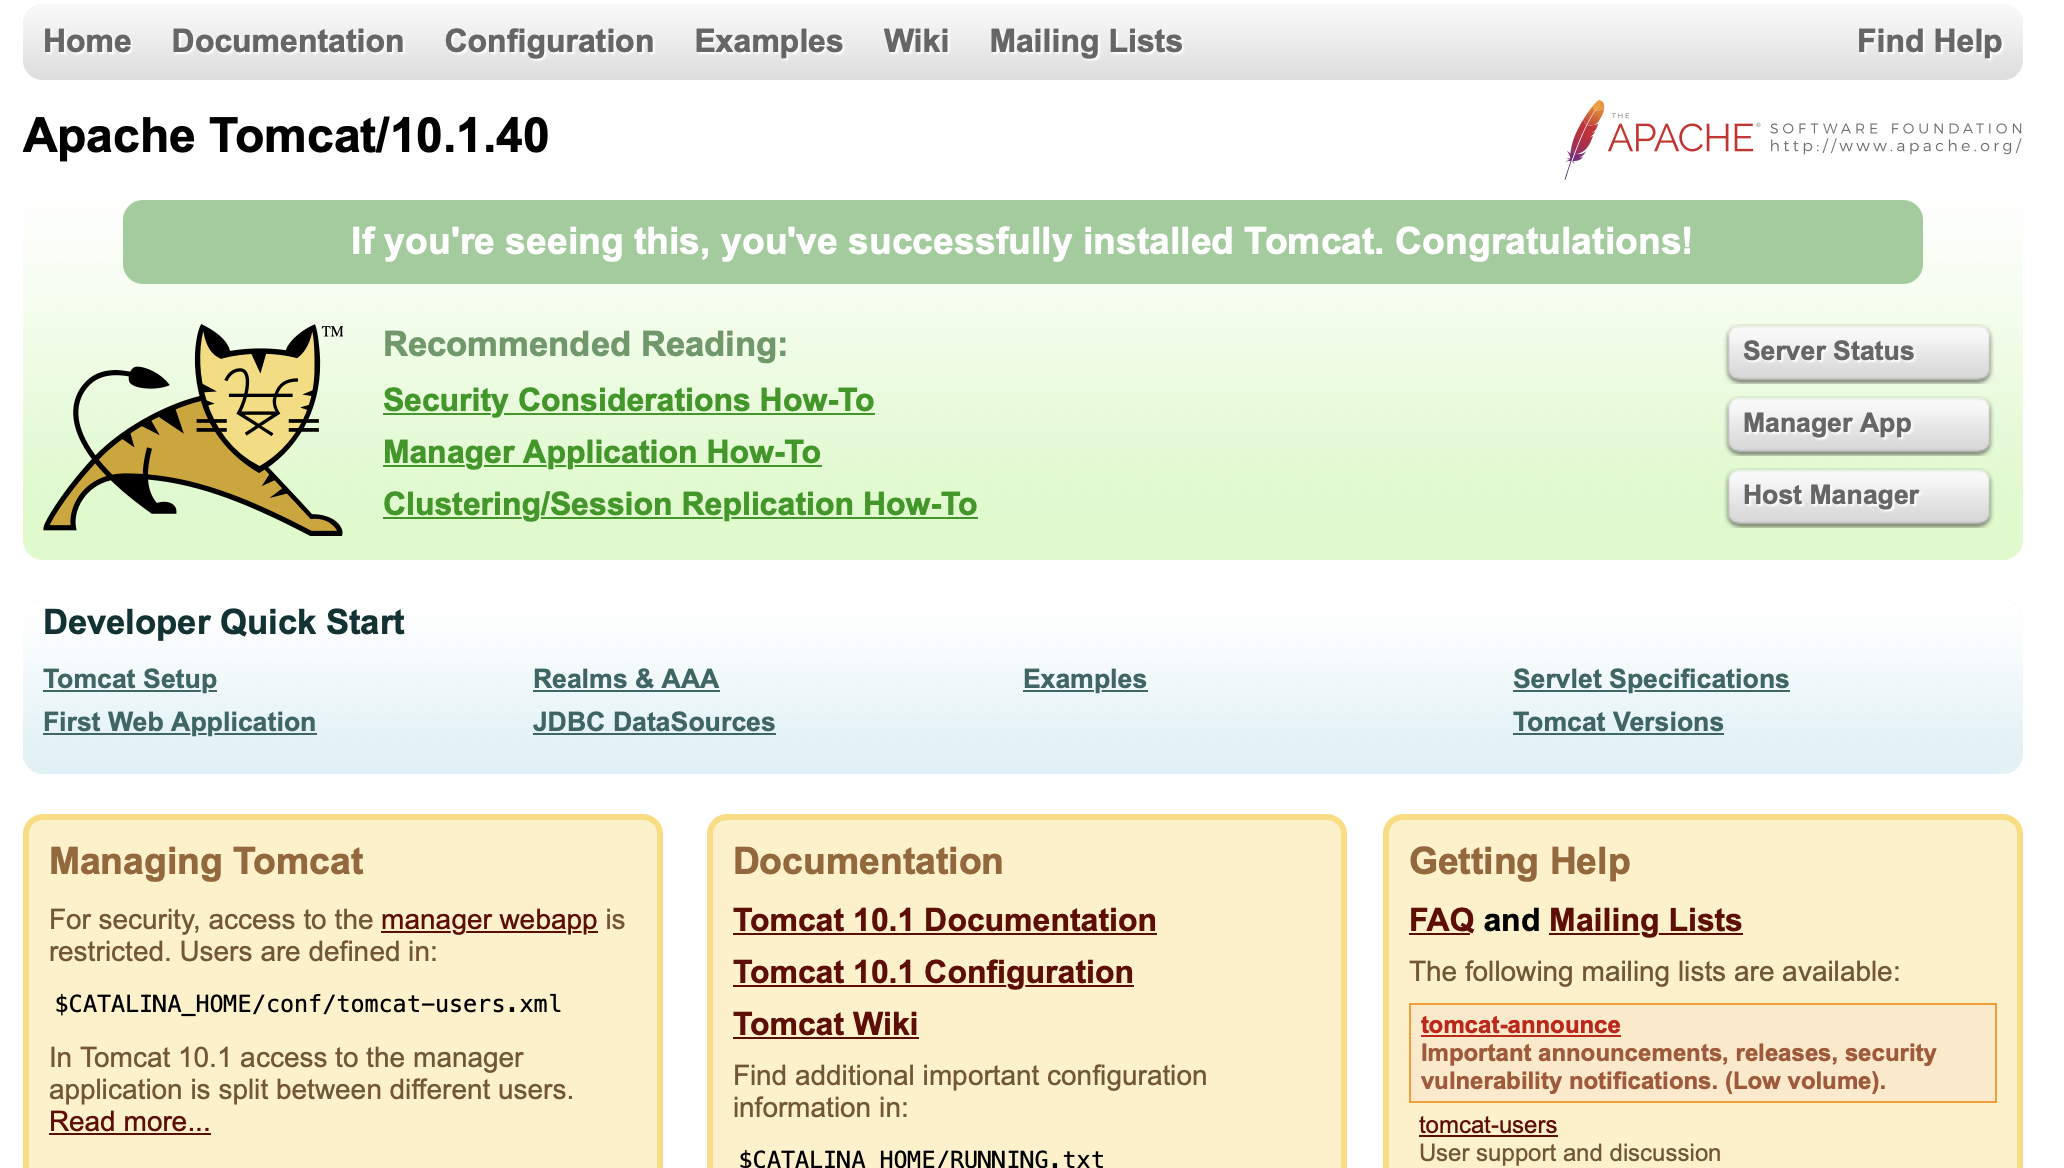 Home Documentation Configuration Examples Wiki Mailing Lists Find Help
Apache Tomcat/10.1.40
THE APACHE® SOFTWARE FOUNDATION
http://www.apache.org/
If you're seeing this, you've successfully installed Tomcat. Congratulations!
TM
Recommended Reading:
Security Considerations How-To
Manager Application How-To
Clustering/Session Replication How-To
Server Status
Manager App
Host Manager
Developer Quick Start
Tomcat Setup
First Web Application
Realms & AAA
JDBC DataSources
Examples
Servlet Specifications
Tomcat Versions
Managing Tomcat
For security, access to the manager webapp is
restricted. Users are defined in:
$CATALINA_HOME/conf/tomcat-users.xml
In Tomcat 10.1 access to the manager
application is split between different users.
Read more...
Documentation
Tomcat 10.1 Documentation
Tomcat 10.1 Configuration
Tomcat Wiki
Find additional important configuration
information in:
$CATALINA_HOME/RUNNING.txt
Getting Help
FAQ and Mailing Lists
The following mailing lists are available:
tomcat-announce
Important announcements, releases, security
vulnerability notifications. (Low volume).
tomcat-users
User support and discussion